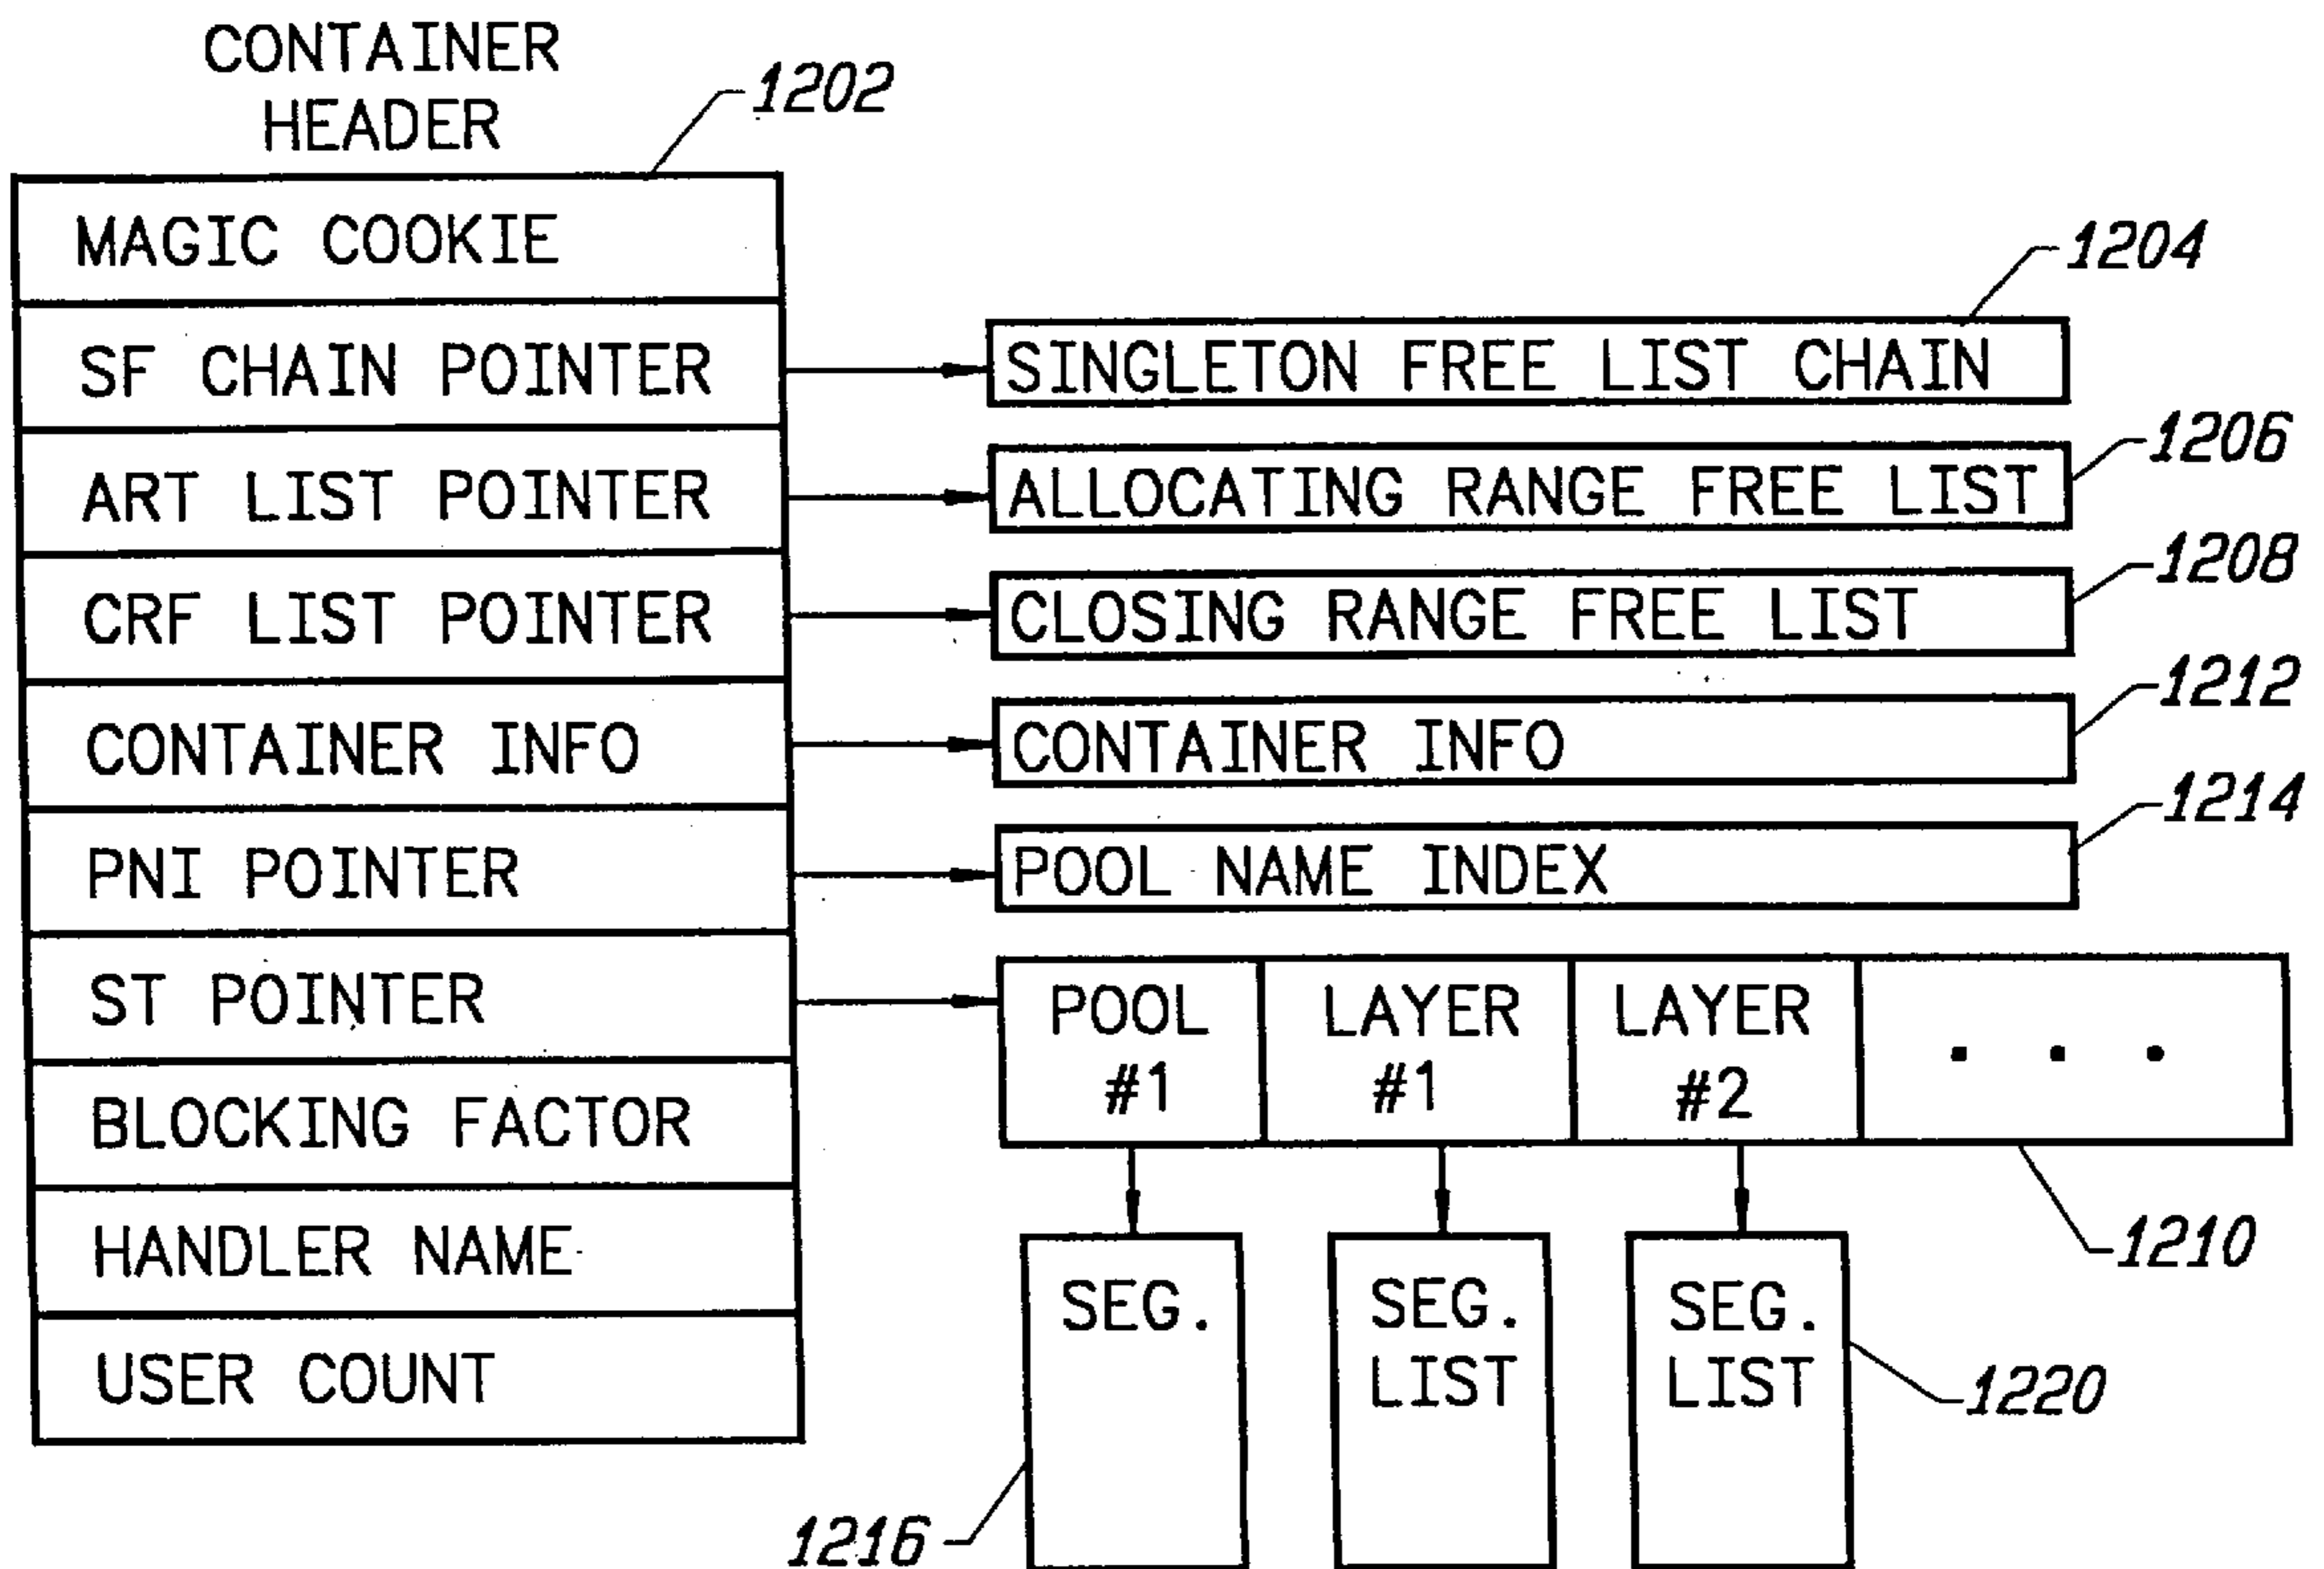 CONTAINER
HEADER
1202
MAGIC COOKIE
1204
SF CHAIN POINTER
SINGLETON FREE LIST CHAIN
1206
ART LIST POINTER
ALLOCATING RANGE FREE LIST
1208
CRF LIST POINTER
CLOSING RANGE FREE LIST
1212
CONTAINER INFO
CONTAINER INFO
1214
PNI POINTER
POOL NAME INDEX
ST POINTER
POOL
#1
LAYER
#1
LAYER
#2
. . .
BLOCKING FACTOR
1210
HANDLER NAME
SEG.
SEG.
LIST
SEG.
LIST
1220
USER COUNT
1216